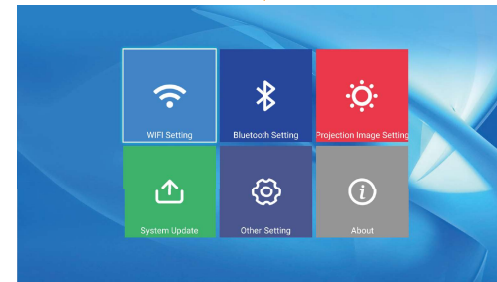 WIFI Setting
Bluetooth Setting
Projection Image Setting
System Update
Other Setting
About